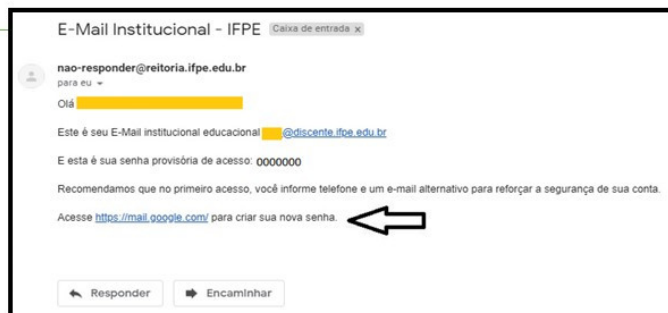 E-Mail Institucional - IFPE Caixa de entrada x
nao-responder@reitoria.ifpe.edu.br
para eu
Olá
Este é seu E-Mail institucional educacional @discente.ifpe.edu.br
E esta é sua senha provisória de acesso: 0000000
Recomendamos que no primeiro acesso, você informe telefone e um e-mail alternativo para reforçar a segurança de sua conta.
Acesse https://mail.google.com/ para criar sua nova senha.
Responder Encaminhar